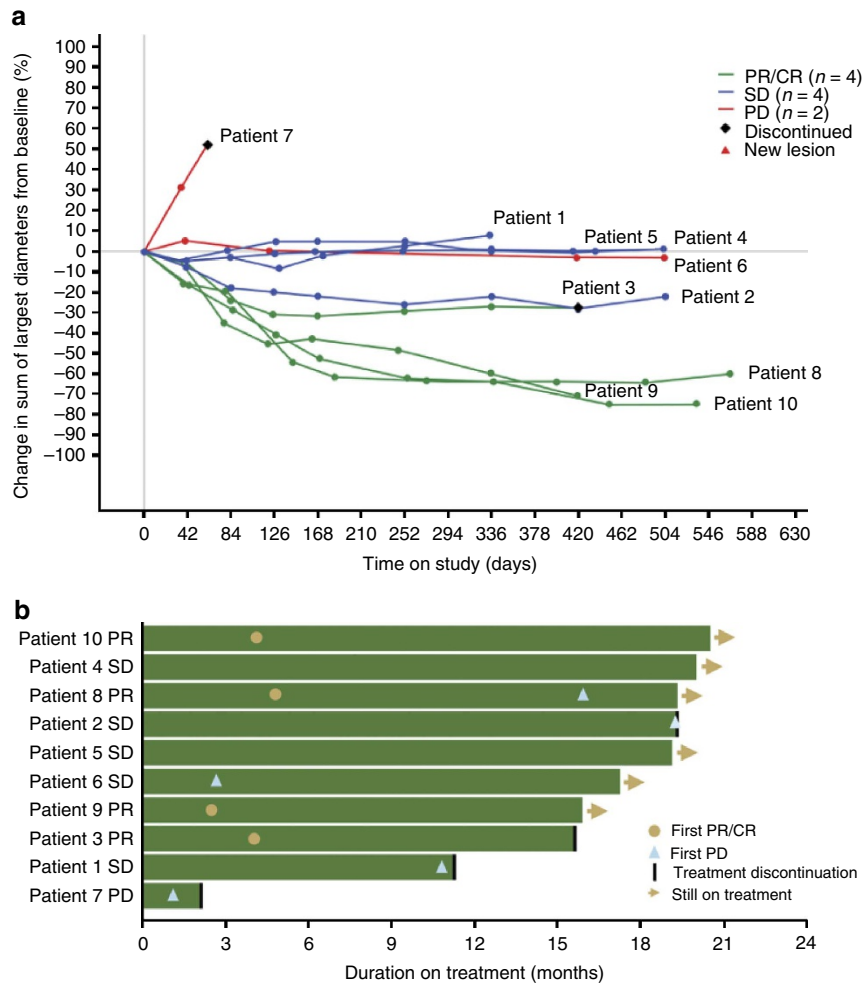 a
Change in sum of largest diameters from baseline (%)
100
90
80
70
60
50
40
30
20
10
0
−10
−20
−30
−40
−50
−60
−70
−80
−90
−100
PR/CR (n = 4)
SD (n = 4)
PD (n = 2)
Discontinued
New lesion
Patient 7
Patient 1
Patient 5
Patient 4
Patient 6
Patient 3
Patient 2
Patient 8
Patient 9
Patient 10
0 42 84 126 168 210 252 294 336 378 420 462 504 546 588 630
Time on study (days)
b
Patient 10 PR
Patient 4 SD
Patient 8 PR
Patient 2 SD
Patient 5 SD
Patient 6 SD
Patient 9 PR
Patient 3 PR
Patient 1 SD
Patient 7 PD
First PR/CR
First PD
Treatment discontinuation
Still on treatment
0 3 6 9 12 15 18 21 24
Duration on treatment (months)